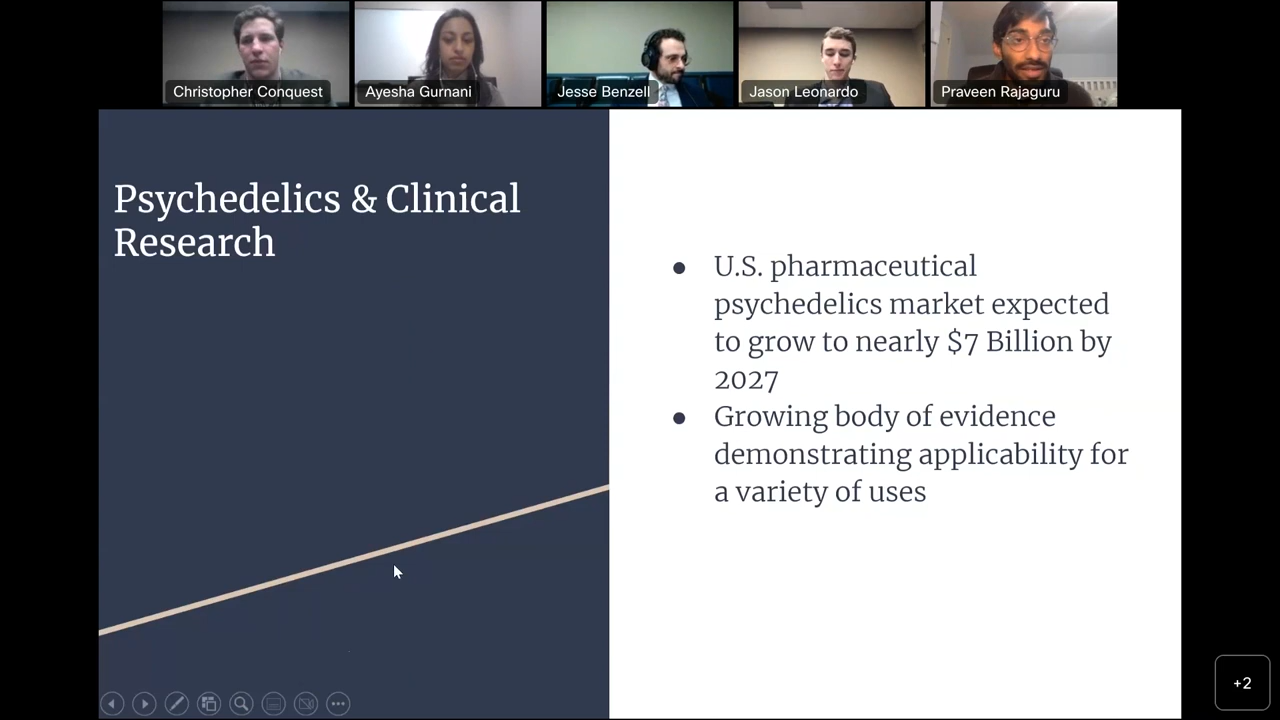 Christopher Conquest
Ayesha Gurnani
Jesse Benzell
Jason Leonardo
Praveen Rajaguru
Psychedelics & Clinical
Research
● U.S. pharmaceutical
psychedelics market expected
to grow to nearly $7 Billion by
2027
● Growing body of evidence
demonstrating applicability for
a variety of uses
+2